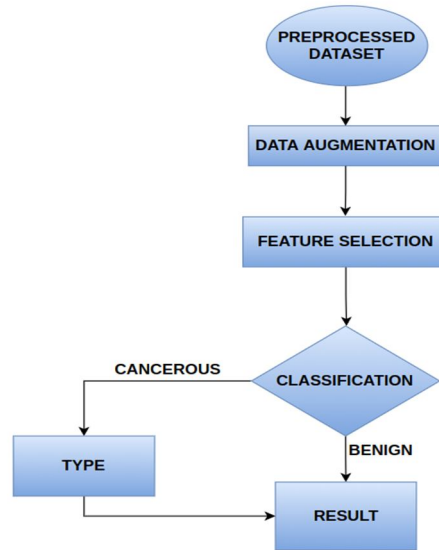 PREPROCESSED
DATASET
DATA AUGMENTATION
FEATURE SELECTION
CANCEROUS
CLASSIFICATION
BENIGN
TYPE
RESULT